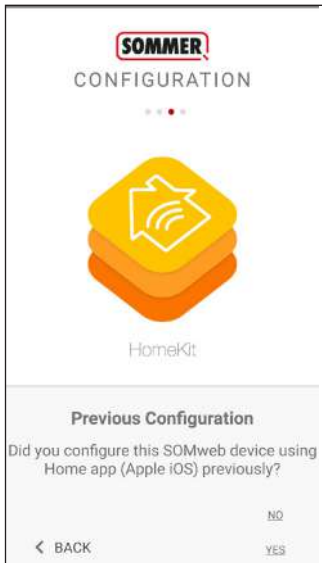 SOMMER
CONFIGURATION
HomeKit
Previous Configuration
Did you configure this SOMweb device using
Home app (Apple iOS) previously?
NO
< BACK
YES